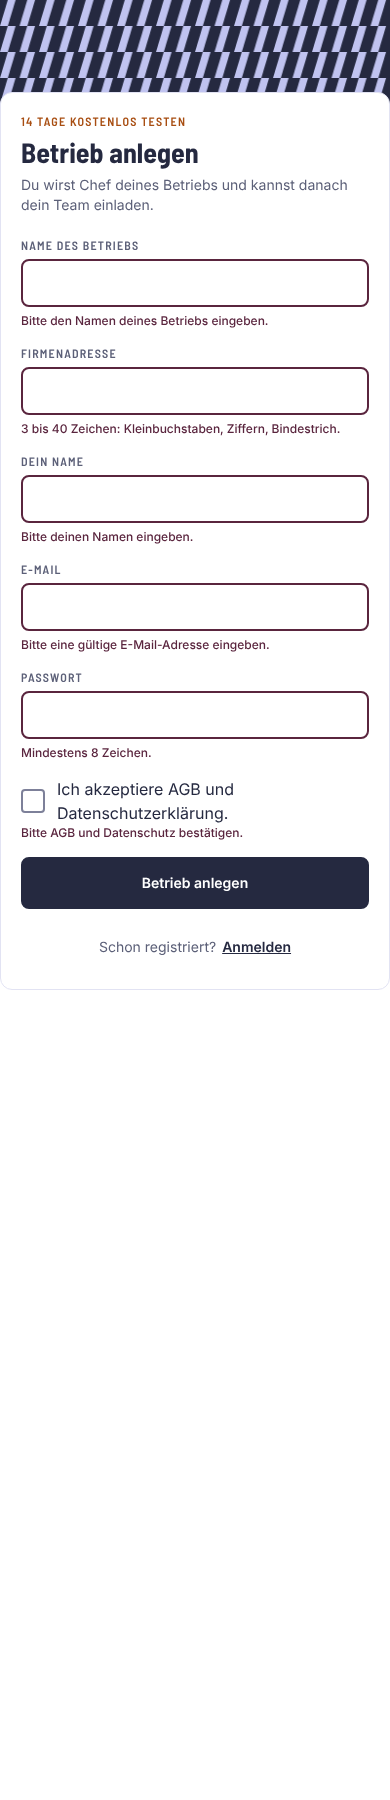 14 TAGE KOSTENLOS TESTEN
Betrieb anlegen
Du wirst Chef deines Betriebs und kannst danach
dein Team einladen.
NAME DES BETRIEBS
Bitte den Namen deines Betriebs eingeben.
FIRMENADRESSE
3 bis 40 Zeichen: Kleinbuchstaben, Ziffern, Bindestrich.
DEIN NAME
Bitte deinen Namen eingeben.
E-MAIL
Bitte eine gültige E-Mail-Adresse eingeben.
PASSWORT
Mindestens 8 Zeichen.
Ich akzeptiere AGB und
Datenschutzerklärung.
Bitte AGB und Datenschutz bestätigen.
Betrieb anlegen
Schon registriert? Anmelden